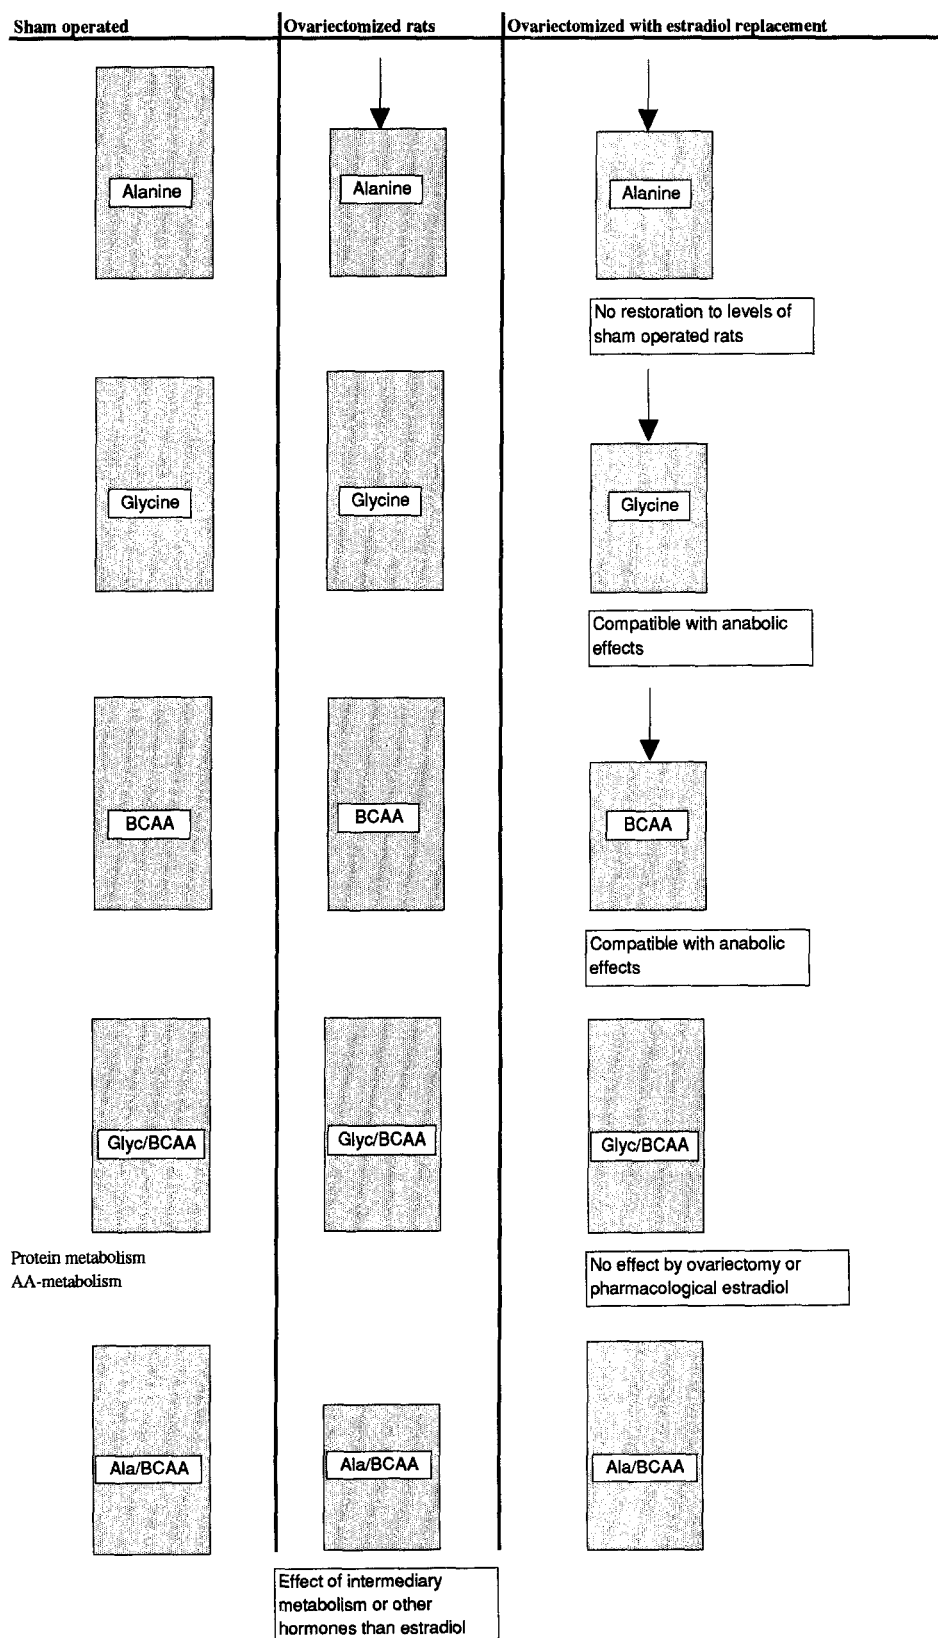 Sham operated
Ovariectomized rats
Ovariectomized with estradiol replacement
Alanine
Alanine
Alanine
No restoration to levels of
sham operated rats
Glycine
Glycine
Glycine
Compatible with anabolic
effects
BCAA
BCAA
BCAA
Compatible with anabolic
effects
Glyc/BCAA
Glyc/BCAA
Glyc/BCAA
Protein metabolism
AA-metabolism
No effect by ovariectomy or
pharmacological estradiol
Ala/BCAA
Ala/BCAA
Ala/BCAA
Effect of intermediary
metabolism or other
hormones than estradiol